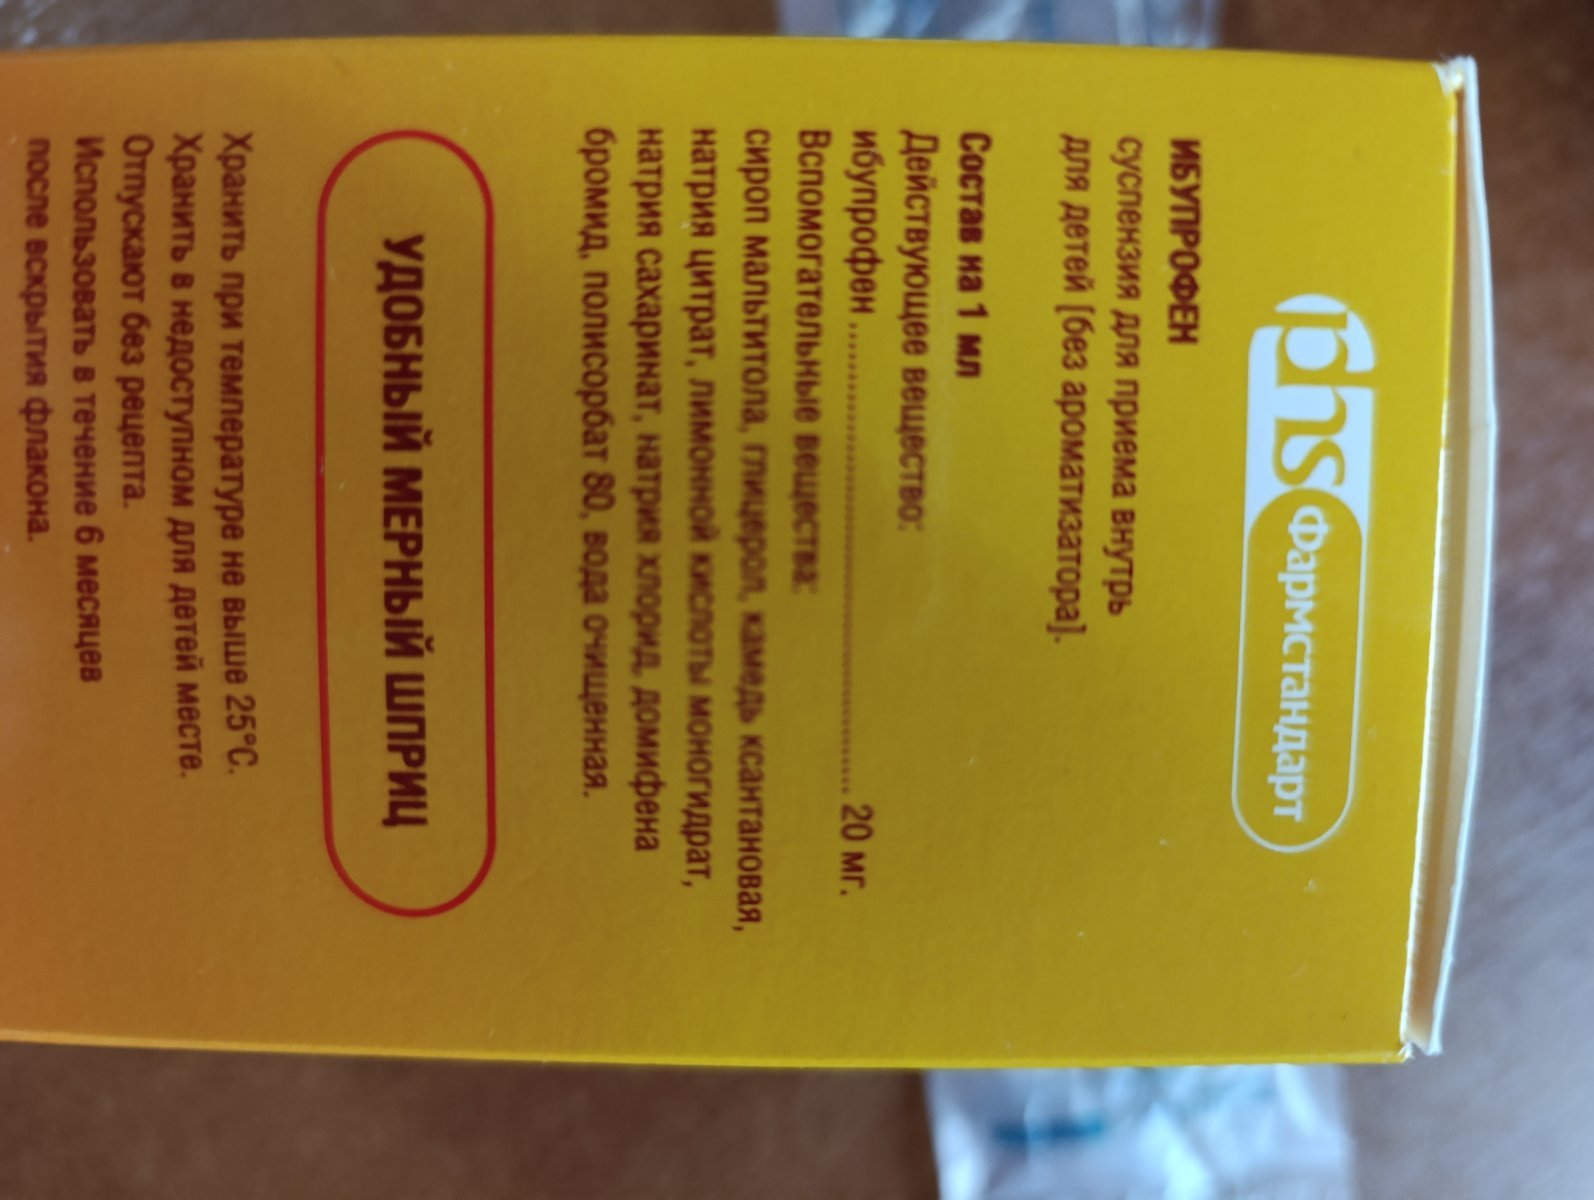 phs Фармстандарт
ИБУПРОФЕН
суспензия для приема внутрь
для детей [без ароматизатора].
Состав на 1 мл
Действующее вещество:
ибупрофен ........................................ 20 мг.
Вспомогательные вещества:
сироп мальтитола, глицерол, камедь ксантановая,
натрия цитрат, лимонной кислоты моногидрат,
натрия сахаринат, натрия хлорид, домифена
бромид, полисорбат 80, вода очищенная.
УДОБНЫЙ МЕРНЫЙ ШПРИЦ
Хранить при температуре не выше 25°С.
Хранить в недоступном для детей месте.
Отпускают без рецепта.
Использовать в течение 6 месяцев
после вскрытия флакона.